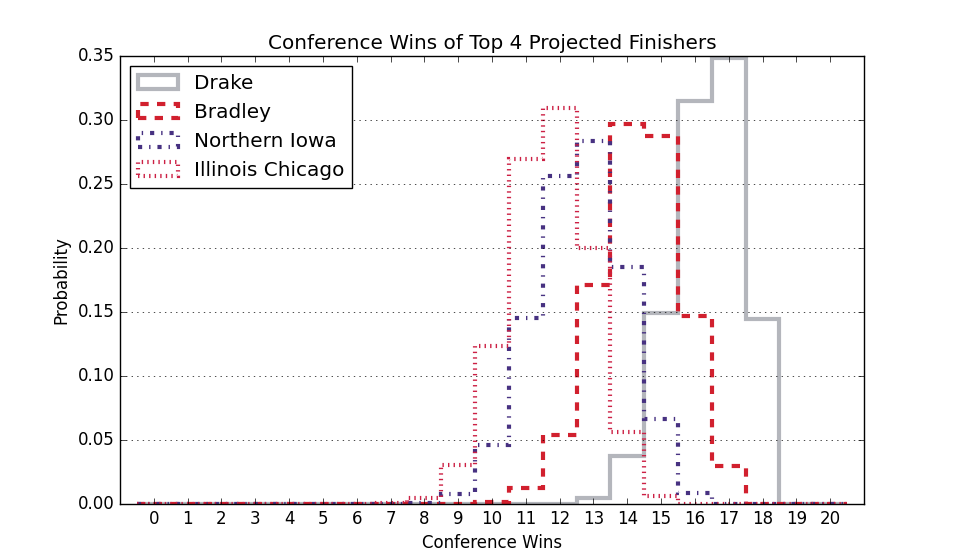 Conference Wins of Top 4 Projected Finishers
Drake
Bradley
Northern Iowa
Illinois Chicago
0.35
0.30
0.25
0.20
0.15
0.10
0.05
0.00
Probability
0 1 2 3 4 5 6 7 8 9 10 11 12 13 14 15 16 17 18 19 20
Conference Wins